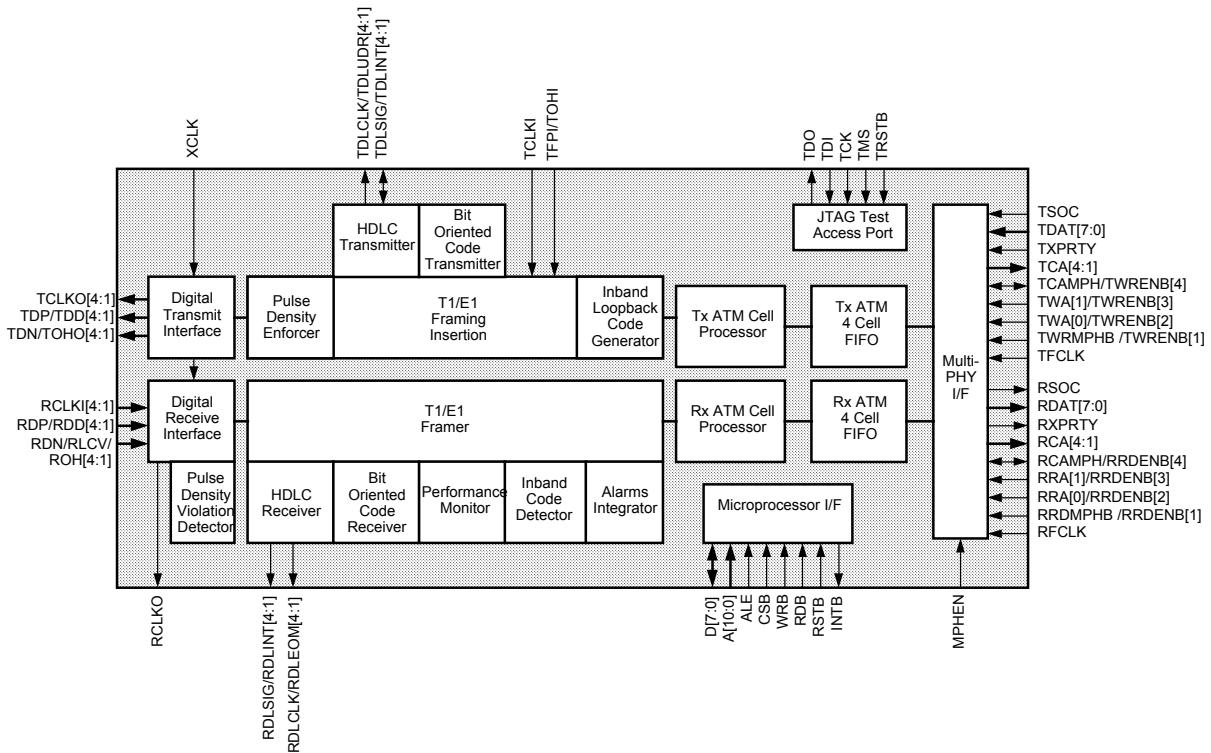 XCLK
TDLCLK/TDLUDR[4:1]
TDLSIG/TDLINT[4:1]
TCLKI
TFPI/TOHI
TDO
TDI
TCK
TMS
TRSTB
HDLC
Transmitter
Bit
Oriented
Code
Transmitter
JTAG Test
Access Port
TCLKO[4:1]
TDP/TDD[4:1]
TDN/TOHO[4:1]
Digital
Transmit
Interface
Pulse
Density
Enforcer
T1/E1
Framing
Insertion
Inband
Loopback
Code
Generator
Tx ATM Cell
Processor
Tx ATM
4 Cell
FIFO
Multi-
PHY
I/F
TSOC
TDAT[7:0]
TXPRTY
TCA[4:1]
TCAMPH/TWRENB[4]
TWA[1]/TWRENB[3]
TWA[0]/TWRENB[2]
TWRMPHB /TWRENB[1]
TFCLK
RSOC
RDAT[7:0]
RXPRTY
RCA[4:1]
RCAMPH/RRDENB[4]
RRA[1]/RRDENB[3]
RRA[0]/RRDENB[2]
RRDMPHB /RRDENB[1]
RFCLK
RCLKI[4:1]
RDP/RDD[4:1]
RDN/RLCV/
ROH[4:1]
Digital
Receive
Interface
T1/E1
Framer
Rx ATM Cell
Processor
Rx ATM
4 Cell
FIFO
Pulse
Density
Violation
Detector
HDLC
Receiver
Bit
Oriented
Code
Receiver
Performance
Monitor
Inband
Code
Detector
Alarms
Integrator
Microprocessor I/F
RCLKO
RDLSIG/RDLINT[4:1]
RDLCLK/RDLEOM[4:1]
D[7:0]
A[10:0]
ALE
CSB
WRB
RDB
RSTB
INTB
MPHEN